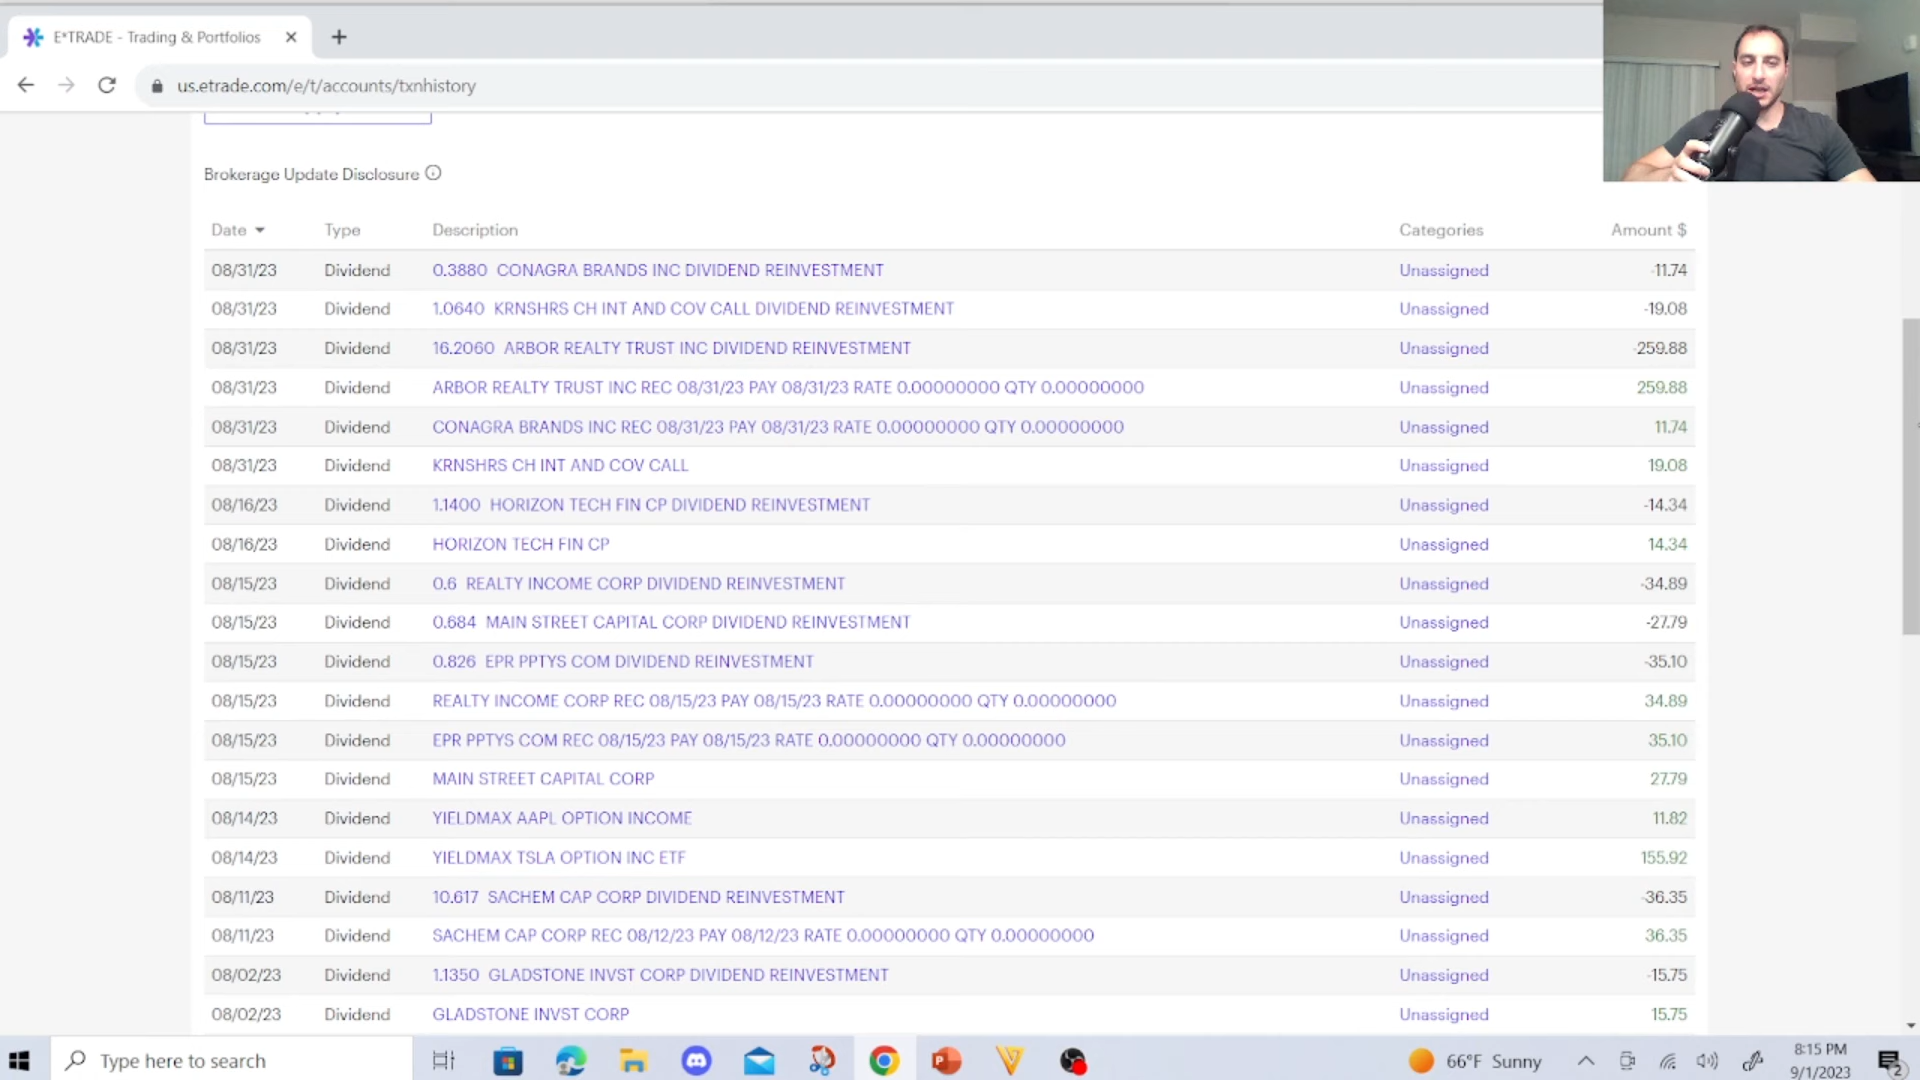 E*TRADE - Trading & Portfolios
us.etrade.com/e/t/accounts/txnhistory
Brokerage Update Disclosure
Date Type Description Categories Amount $
08/31/23 Dividend 0.3880 CONAGRA BRANDS INC DIVIDEND REINVESTMENT Unassigned -11.74
08/31/23 Dividend 1.0640 KRNSHRS CH INT AND COV CALL DIVIDEND REINVESTMENT Unassigned -19.08
08/31/23 Dividend 16.2060 ARBOR REALTY TRUST INC DIVIDEND REINVESTMENT Unassigned -259.88
08/31/23 Dividend ARBOR REALTY TRUST INC REC 08/31/23 PAY 08/31/23 RATE 0.00000000 QTY 0.00000000 Unassigned 259.88
08/31/23 Dividend CONAGRA BRANDS INC REC 08/31/23 PAY 08/31/23 RATE 0.00000000 QTY 0.00000000 Unassigned 11.74
08/31/23 Dividend KRNSHRS CH INT AND COV CALL Unassigned 19.08
08/16/23 Dividend 1.1400 HORIZON TECH FIN CP DIVIDEND REINVESTMENT Unassigned -14.34
08/16/23 Dividend HORIZON TECH FIN CP Unassigned 14.34
08/15/23 Dividend 0.6 REALTY INCOME CORP DIVIDEND REINVESTMENT Unassigned -34.89
08/15/23 Dividend 0.684 MAIN STREET CAPITAL CORP DIVIDEND REINVESTMENT Unassigned -27.79
08/15/23 Dividend 0.826 EPR PPTYS COM DIVIDEND REINVESTMENT Unassigned -35.10
08/15/23 Dividend REALTY INCOME CORP REC 08/15/23 PAY 08/15/23 RATE 0.00000000 QTY 0.00000000 Unassigned 34.89
08/15/23 Dividend EPR PPTYS COM REC 08/15/23 PAY 08/15/23 RATE 0.00000000 QTY 0.00000000 Unassigned 35.10
08/15/23 Dividend MAIN STREET CAPITAL CORP Unassigned 27.79
08/14/23 Dividend YIELDMAX AAPL OPTION INCOME Unassigned 11.82
08/14/23 Dividend YIELDMAX TSLA OPTION INC ETF Unassigned 155.92
08/11/23 Dividend 10.617 SACHEM CAP CORP DIVIDEND REINVESTMENT Unassigned -36.35
08/11/23 Dividend SACHEM CAP CORP REC 08/12/23 PAY 08/12/23 RATE 0.00000000 QTY 0.00000000 Unassigned 36.35
08/02/23 Dividend 1.1350 GLADSTONE INVST CORP DIVIDEND REINVESTMENT Unassigned -15.75
08/02/23 Dividend GLADSTONE INVST CORP Unassigned 15.75
Type here to search
66°F Sunny
8:15 PM
9/1/2023
2